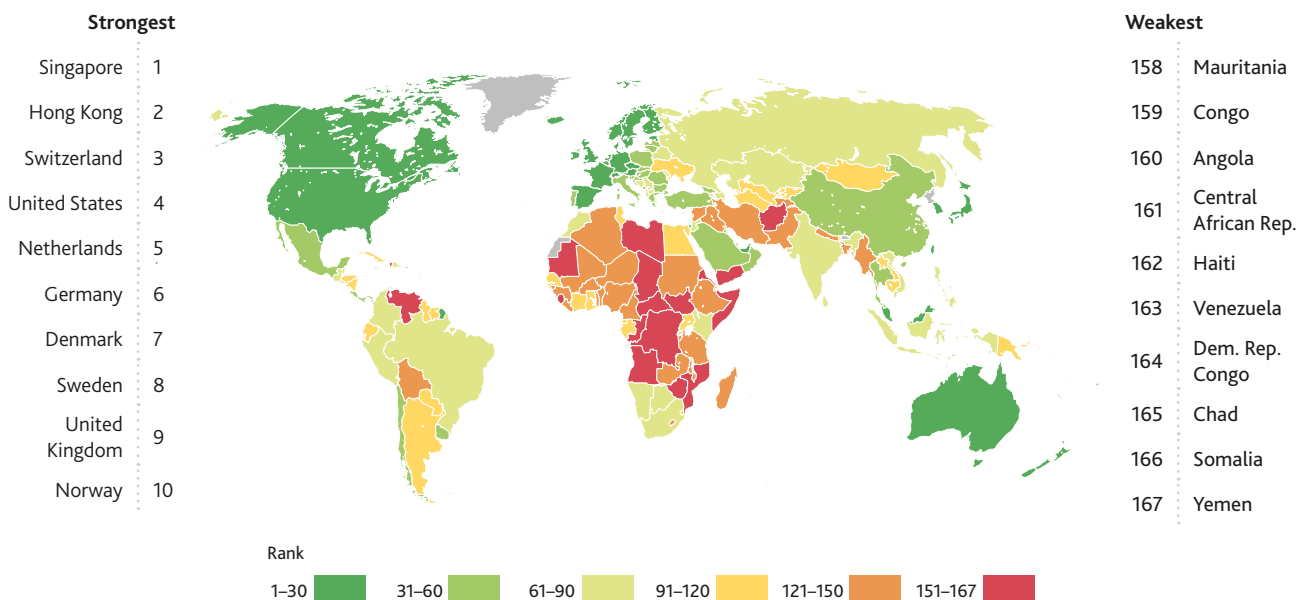 Strongest
Singapore 1
Hong Kong 2
Switzerland 3
United States 4
Netherlands 5
Germany 6
Denmark 7
Sweden 8
United
Kingdom 9
Norway 10
Weakest
158 Mauritania
159 Congo
160 Angola
161 Central
African Rep.
162 Haiti
163 Venezuela
164 Dem. Rep.
Congo
165 Chad
166 Somalia
167 Yemen
Rank
1–30 31–60 61–90 91–120 121–150 151–167